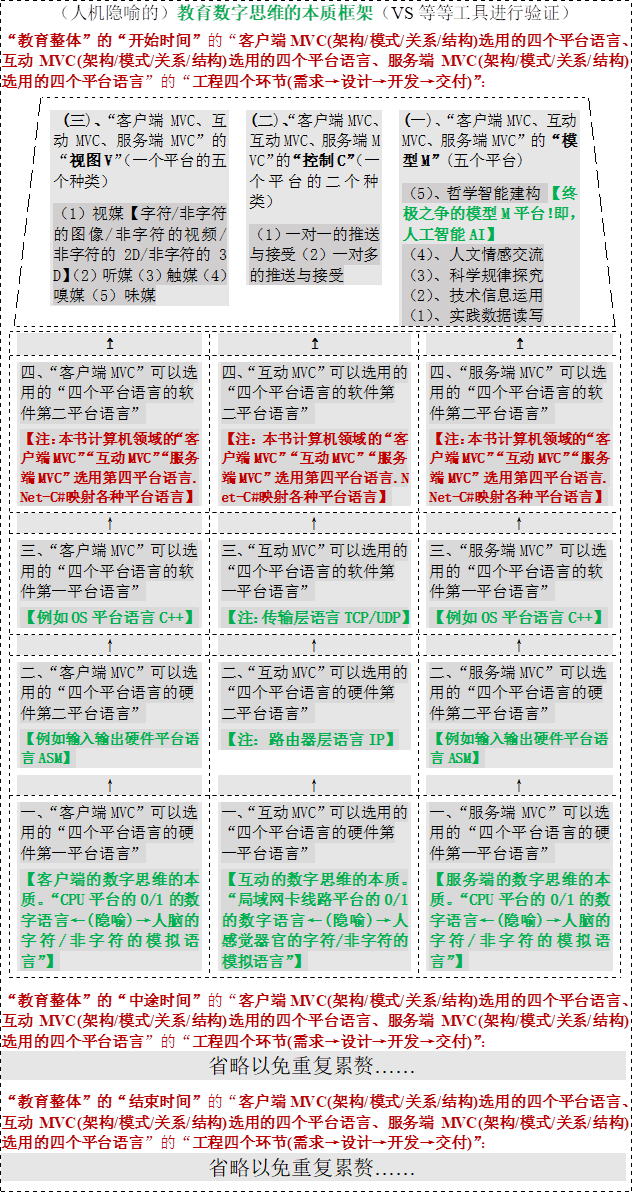 （人机隐喻的）教育数字思维的本质框架（VS 等等工具进行验证）
“教育整体”的“开始时间”的“客户端 MVC(架构/模式/关系/结构)选用的四个平台语言、
互动 MVC(架构/模式/关系/结构)选用的四个平台语言、服务端 MVC(架构/模式/关系/结构)
选用的四个平台语言”的“工程四个环节(需求→设计→开发→交付)”:
(三)、“客户端 MVC、互
动 MVC、服务端 MVC”的
“视图 V”(一个平台的五
个种类)
（1）视媒【字符/非字符
的图像/非字符的视频/
非字符的 2D/非字符的 3
D】(2）听媒(3）触媒(4）
嗅媒(5）味媒
(二)、“客户端 MVC、
互动 MVC、服务端 M
VC”的“控制 C”(一
个平台的二个种
类)
（1)一对一的推送
与接受(2）一对多
的推送与接受
(一)、“客户端 MVC、互动
MVC、服务端 MVC”的“模
型 M”(五个平台)
（5)、哲学智能建构【终
极之争的模型 M 平台!即，
人工智能 AI】
（4)、人文情感交流
（3)、科学规律探究
（2)、技术信息运用
（1)、实践数据读写
↑
↑
↑
四、“客户端 MVC”可以选
用的“四个平台语言的软
件第二平台语言”
【注:本书计算机领域的“客
户端MVC”“互动MVC”“服务
端MVC”选用第四平台语言.
Net-C#映射各种平台语言】
四、“互动 MVC”可以选用的
“四个平台语言的软件第
二平台语言”
【注: 本书计算机领域的“客
户端 MVC”“互动 MVC”“服务
端 MVC”选用第四平台语言.N
et-C#映射各种平台语言】
四、“服务端 MVC”可以选
用的“四个平台语言的软
件第二平台语言”
【注:本书计算机领域的“客
户端MVC”“互动MVC”“服务
端MVC”选用第四平台语言.
Net-C#映射各种平台语言】
↑
↑
↑
三、“客户端 MVC”可以选
用的“四个平台语言的软
件第一平台语言”
【例如 OS 平台语言 C++】
三、“互动 MVC”可以选用的
“四个平台语言的软件第
一平台语言”
【注:传输层语言 TCP/UDP】
三、“服务端 MVC”可以选
用的“四个平台语言的软
件第一平台语言”
【例如 OS 平台语言 C++】
↑
↑
↑
二、“客户端 MVC”可以选
用的“四个平台语言的硬
件第二平台语言”
【例如输入输出硬件平台语
言 ASM】
二、“互动 MVC”可以选用的
“四个平台语言的硬件第
二平台语言”
【注: 路由器层语言 IP】
二、“服务端 MVC”可以选
用的“四个平台语言的硬
件第二平台语言”
【例如输入输出硬件平台语
言 ASM】
↑
↑
↑
一、“客户端 MVC”可以选
用的“四个平台语言的硬
件第一平台语言”
【客户端的数字思维的本
质。“CPU 平台的 0/1 的数
字语言←(隐喻)→人脑的
字符/非字符的模拟语
言”】
一、“互动 MVC”可以选用的
“四个平台语言的硬件第
一平台语言”
【互动的数字思维的本质。
“局域网卡线路平台的 0/1
的数字语言←(隐喻)→人
感觉器官的字符/非字符的
模拟语言”】
一、“服务端 MVC”可以选
用的“四个平台语言的硬
件第一平台语言”
【服务端的数字思维的本
质。“CPU 平台的 0/1 的数
字语言←(隐喻)→人脑的
字符/非字符的模拟语
言”】
“教育整体”的“中途时间”的“客户端 MVC(架构/模式/关系/结构)选用的四个平台语言、
互动 MVC(架构/模式/关系/结构)选用的四个平台语言、服务端 MVC(架构/模式/关系/结构)
选用的四个平台语言”的“工程四个环节(需求→设计→开发→交付)”:
省略以免重复累赘……
“教育整体”的“结束时间”的“客户端 MVC(架构/模式/关系/结构)选用的四个平台语言、
互动 MVC(架构/模式/关系/结构)选用的四个平台语言、服务端 MVC(架构/模式/关系/结构)
选用的四个平台语言”的“工程四个环节(需求→设计→开发→交付)”:
省略以免重复累赘……